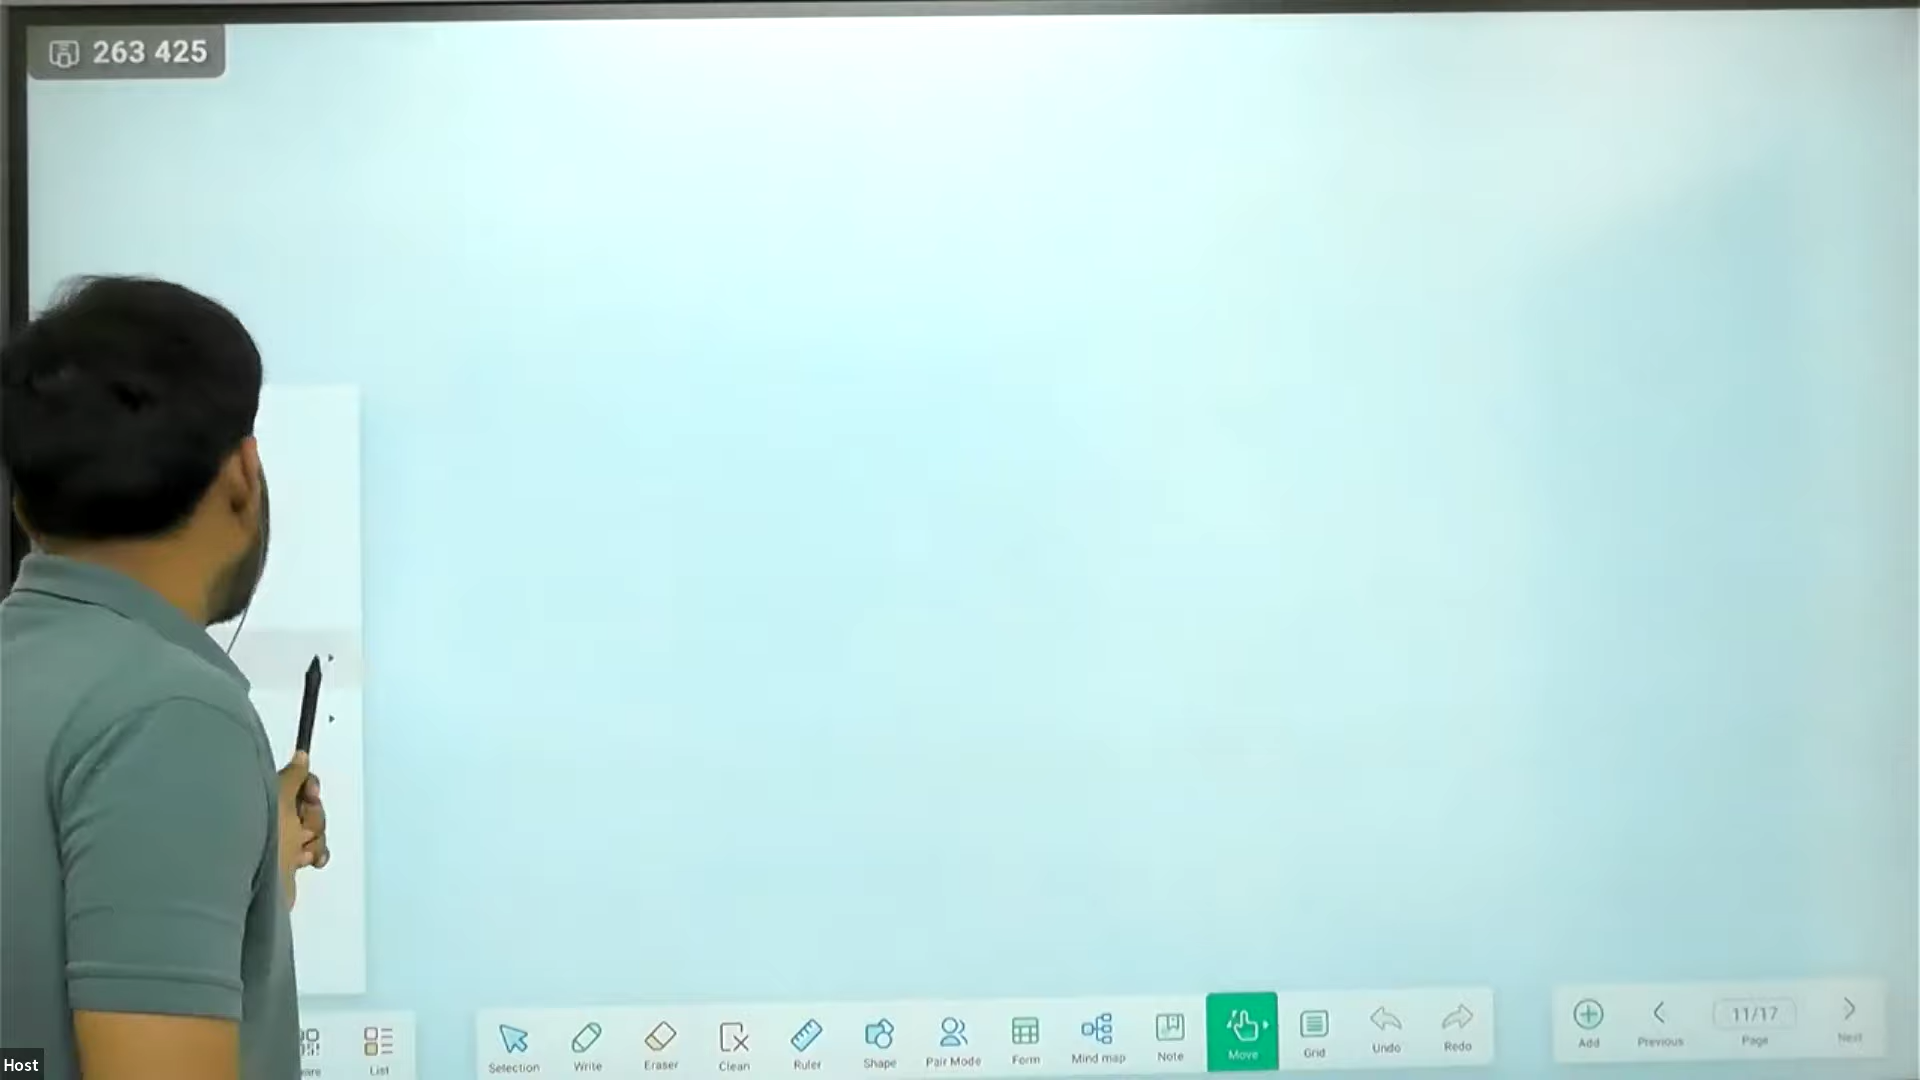 263 425
List
Selection
Write
Eraser
Clean
Ruler
Shape
Pair Mode
Form
Mind map
Note
Move
Grid
Undo
Redo
Add
Previous
11/17
Page
Next
Host